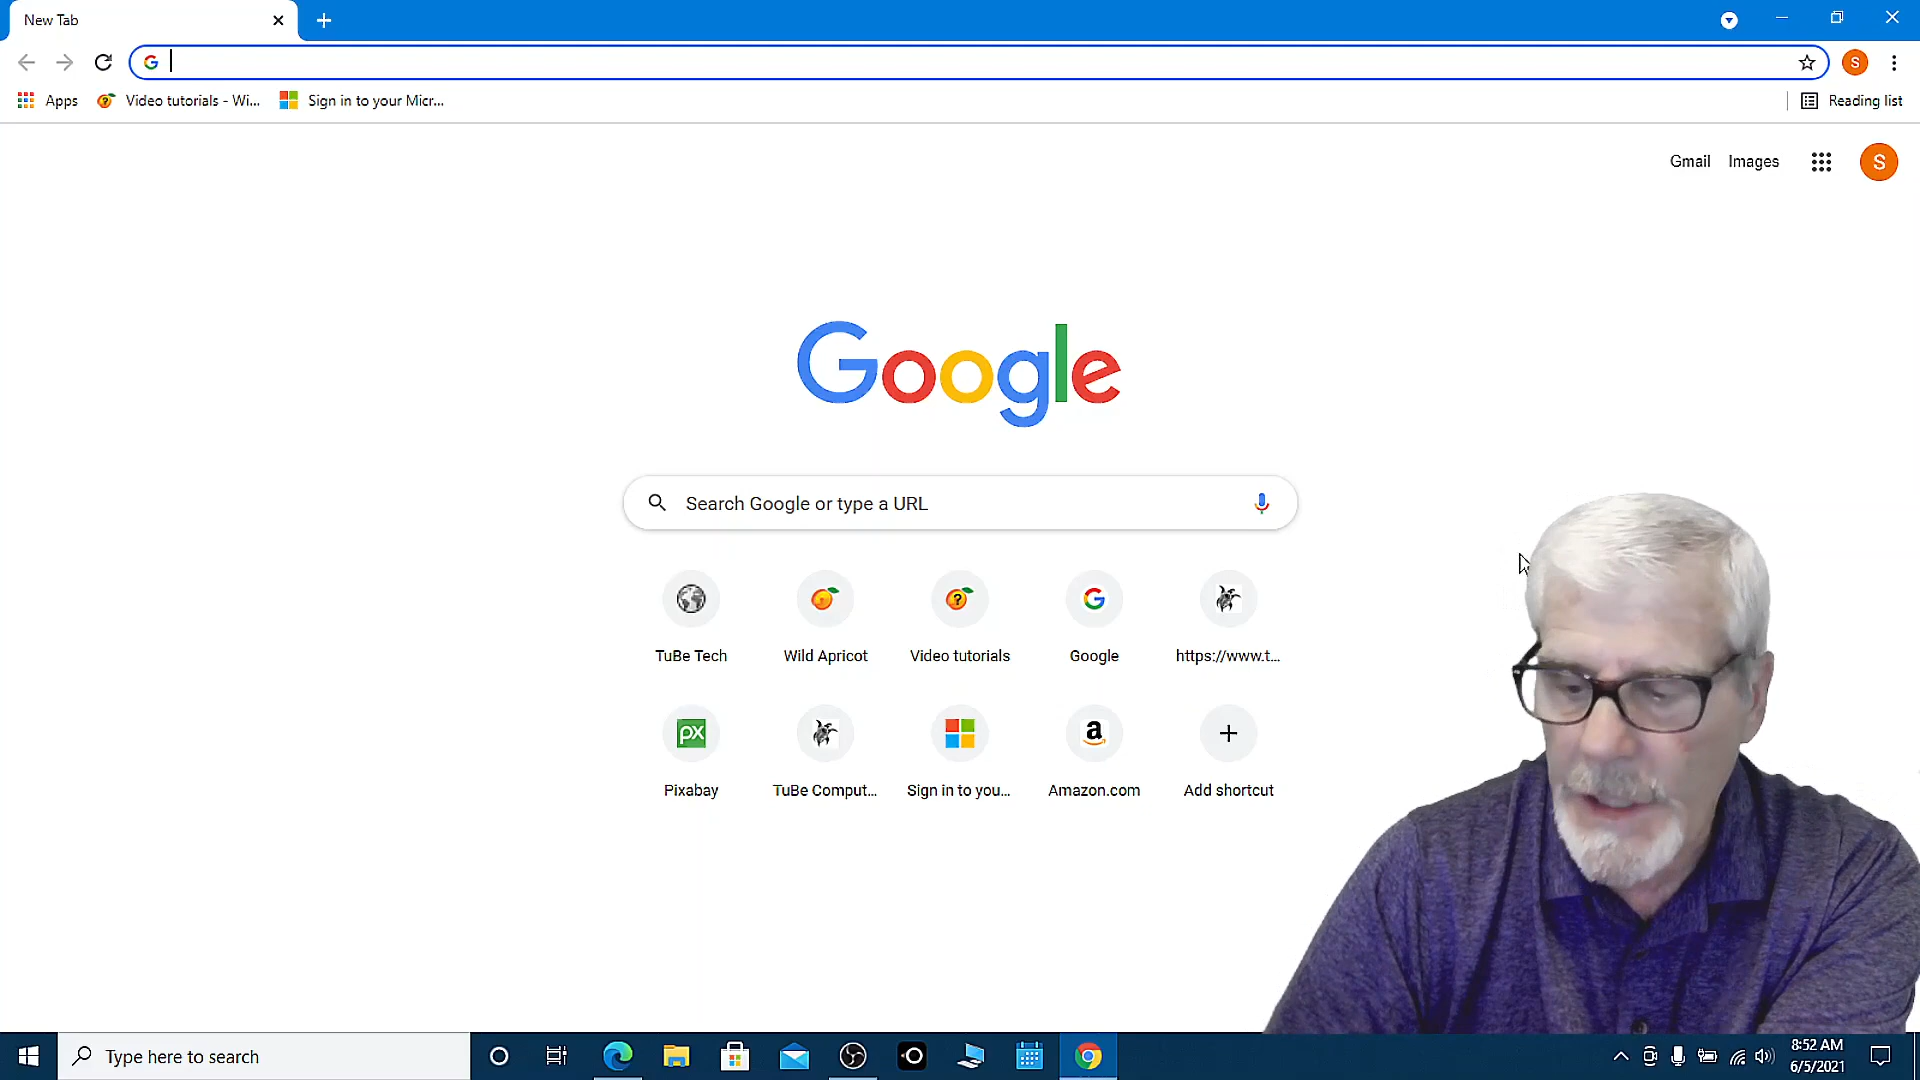 New Tab
Apps
Video tutorials - Wi...
Sign in to your Micr...
Reading list
S
Gmail
Images
S
Google
Search Google or type a URL
TuBe Tech
Wild Apricot
Video tutorials
Google
https://www.t...
px
a
Pixabay
TuBe Comput...
Sign in to you...
Amazon.com
Add shortcut
Type here to search
8:52 AM
6/5/2021